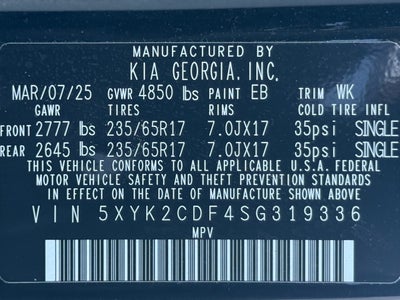 MANUFACTURED BY
KIA GEORGIA, INC.
MAR/07/25 GVWR 4850 lbs PAINT EB TRIM WK
GAWR TIRES RIMS COLD TIRE INFL
FRONT 2777 lbs 235/65R17 7.0JX17 35psi SINGLE
REAR 2645 lbs 235/65R17 7.0JX17 35psi SINGLE
THIS VEHICLE CONFORMS TO ALL APPLICABLE U.S.A. FEDERAL
MOTOR VEHICLE SAFETY AND THEFT PREVENTION STANDARDS
IN EFFECT ON THE DATE OF MANUFACTURE SHOWN ABOVE.
VIN 5XYK2CDF4SG319336
MPV